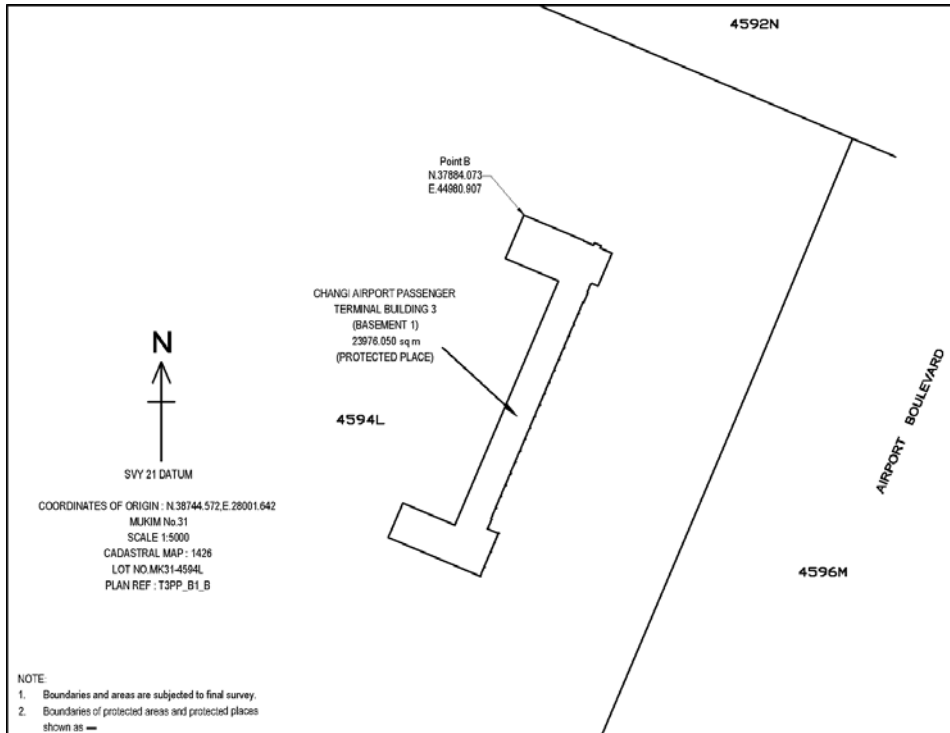 4592N
Point B
N.37884.073
E.44980.907
CHANGI AIRPORT PASSENGER
TERMINAL BUILDING 3
(BASEMENT 1)
23976.050 sq m
(PROTECTED PLACE)
N
4594L
AIRPORT BOULEVARD
SVY 21 DATUM
COORDINATES OF ORIGIN : N.38744.572,E.28001.642
MUKIM No.31
SCALE 1:5000
CADASTRAL MAP : 1426
LOT NO.MK31-4594L
PLAN REF : T3PP_B1_B
4596M
NOTE:
1. Boundaries and areas are subjected to final survey.
2. Boundaries of protected areas and protected places
shown as —